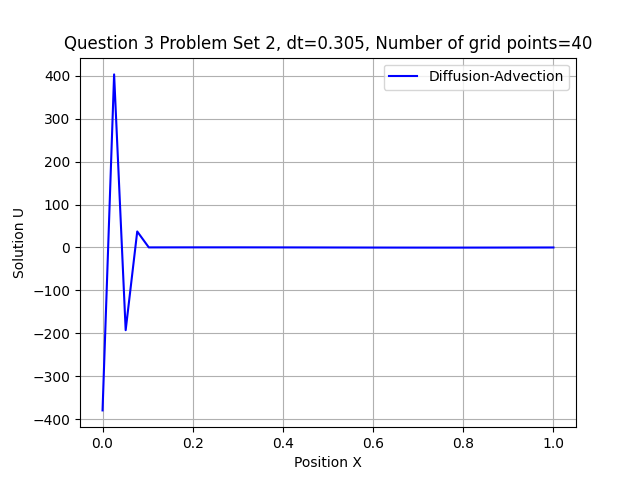 Question 3 Problem Set 2, dt=0.305, Number of grid points=40
Diffusion-Advection
400
300
200
100
0
−100
−200
−300
−400
Solution U
0.0 0.2 0.4 0.6 0.8 1.0
Position X